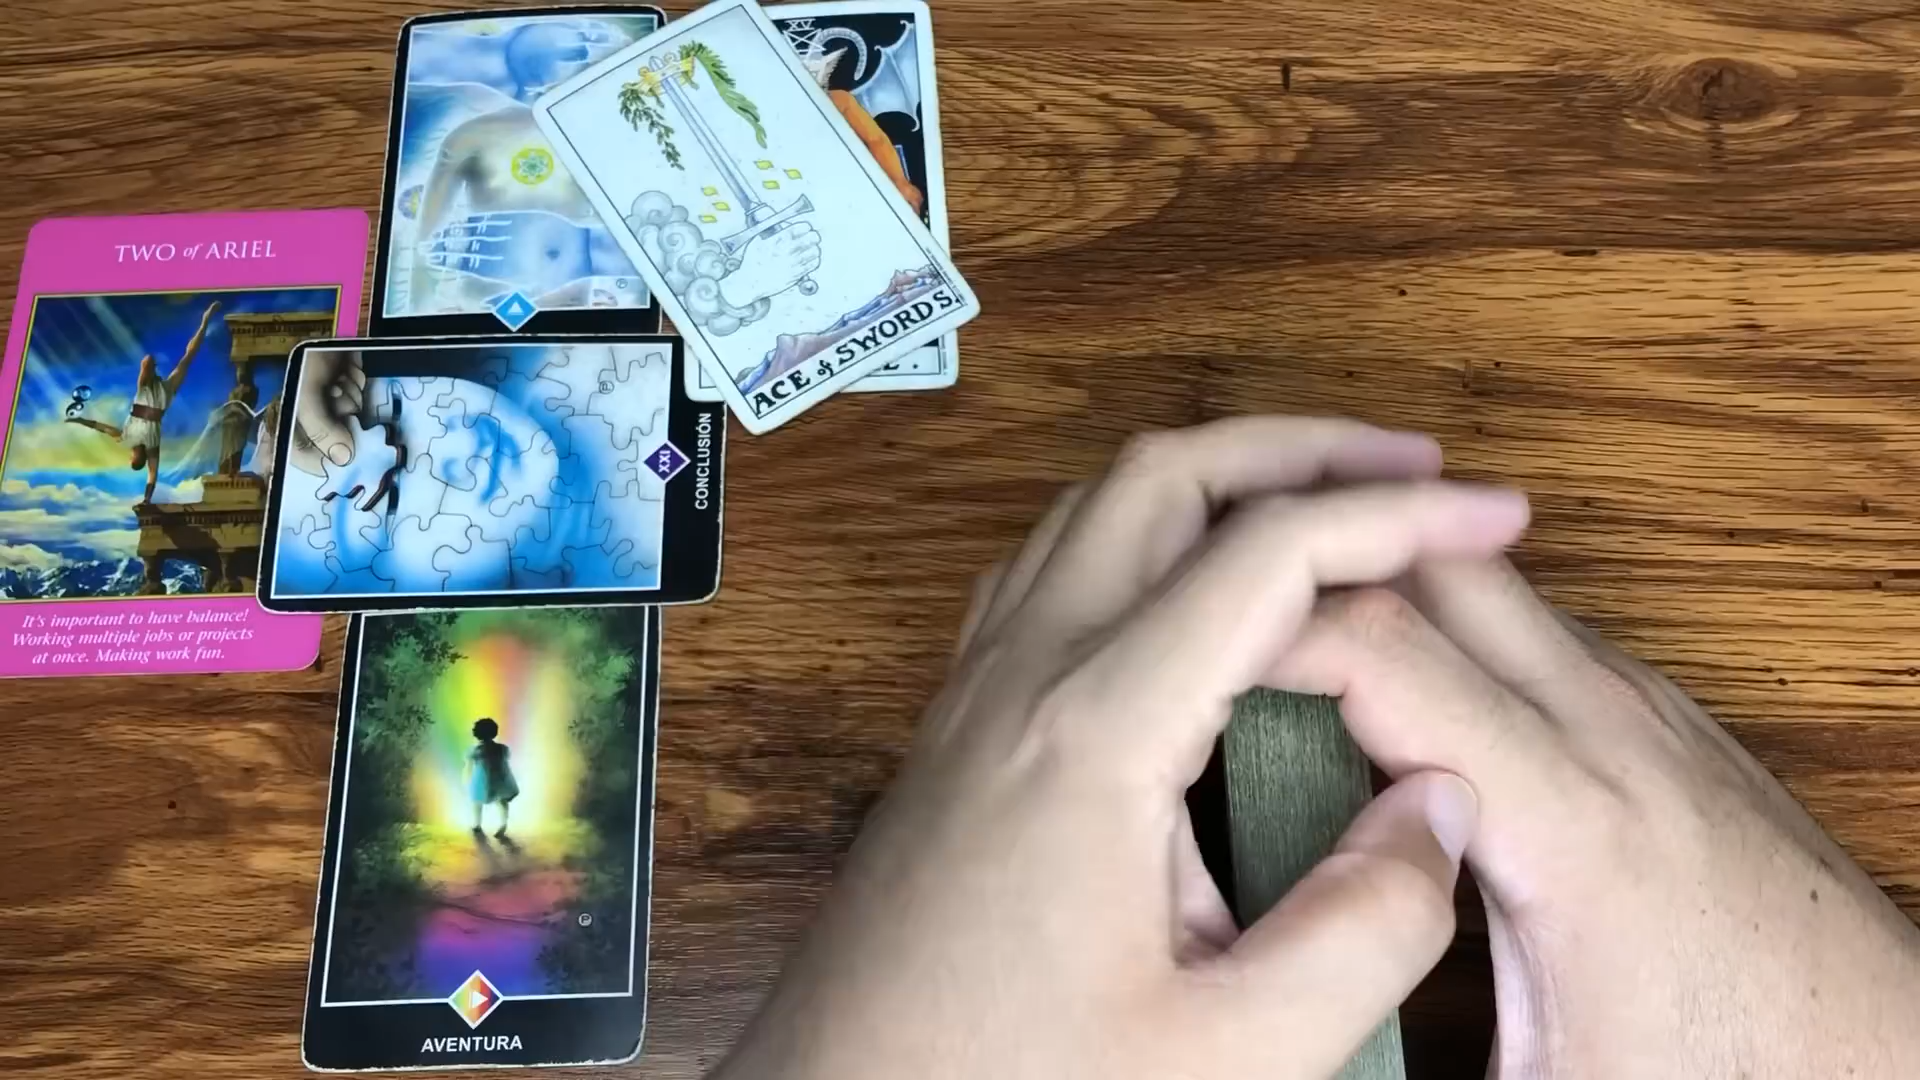 XV
TWO of ARIEL
ACE of SWORDS.
XXI
CONCLUSIÓN
It's important to have balance!
Working multiple jobs or projects
at once. Making work fun.
AVENTURA